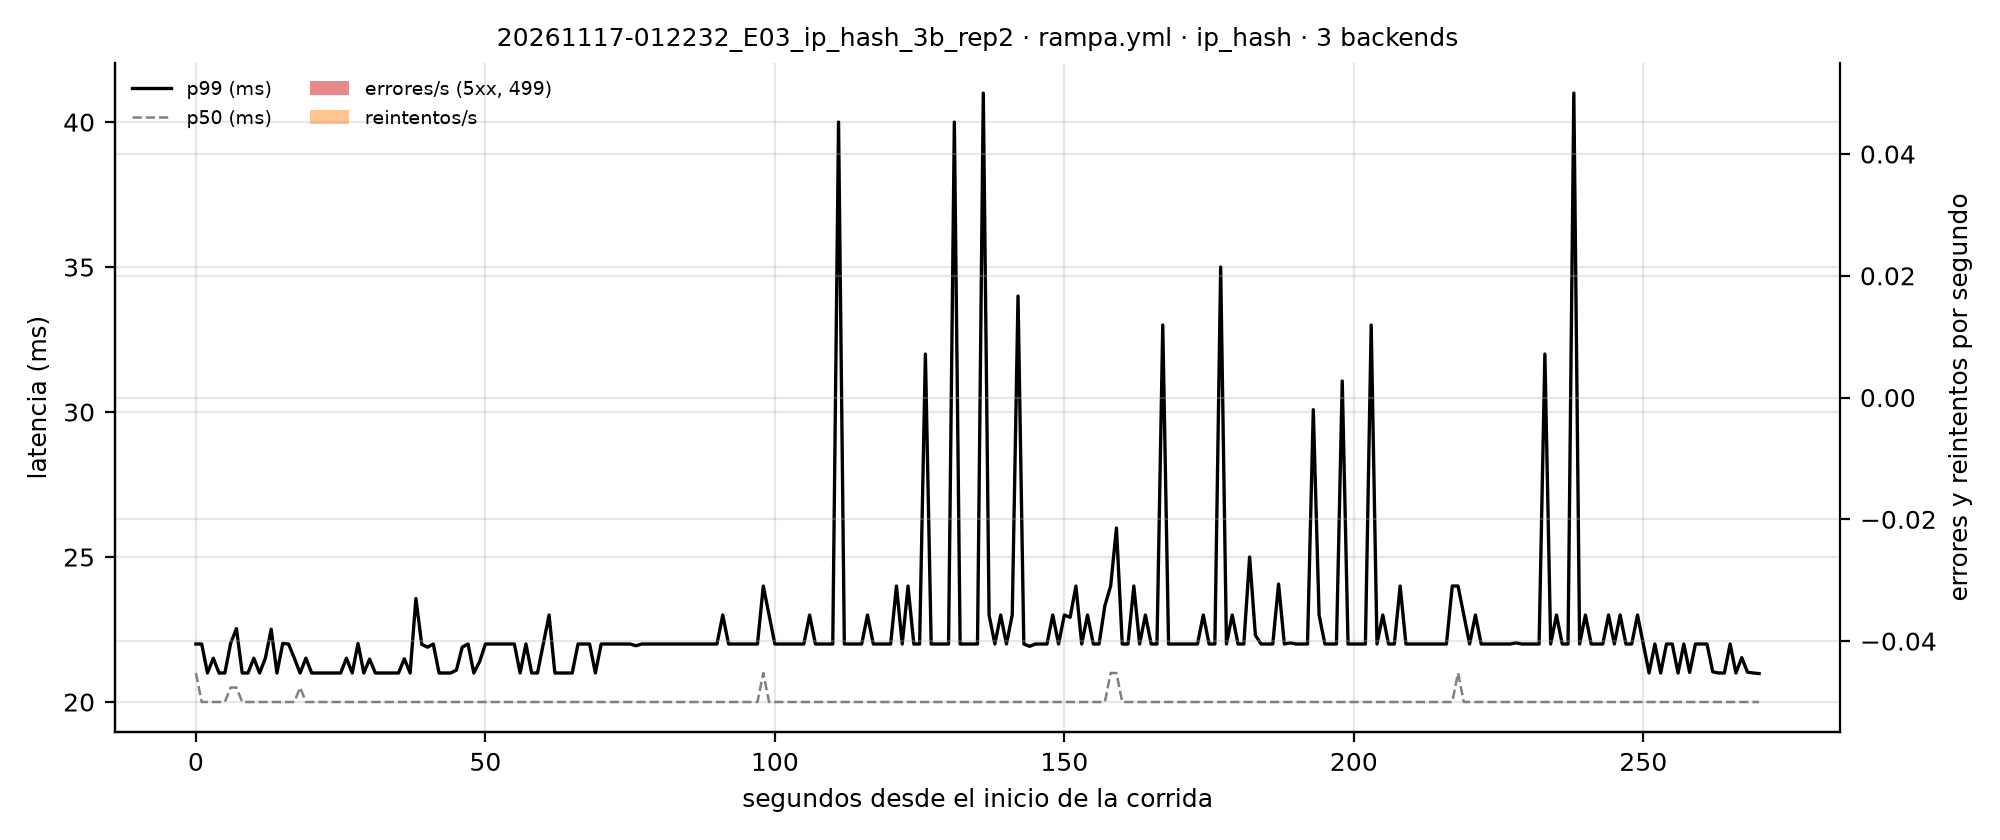 20261117-012232_E03_ip_hash_3b_rep2 · rampa.yml · ip_hash · 3 backends
p99 (ms)
p50 (ms)
errores/s (5xx, 499)
reintentos/s
latencia (ms)
40
35
30
25
20
0.04
0.02
0.00
−0.02
−0.04
errores y reintentos por segundo
0 50 100 150 200 250
segundos desde el inicio de la corrida